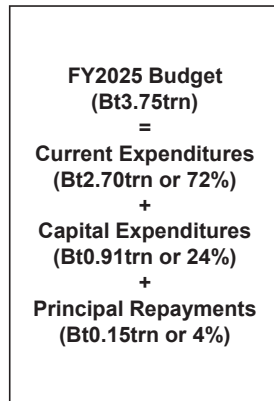 FY2025 Budget
(Bt3.75trn)
=
Current Expenditures
(Bt2.70trn or 72%)
+
Capital Expenditures
(Bt0.91trn or 24%)
+
Principal Repayments
(Bt0.15trn or 4%)